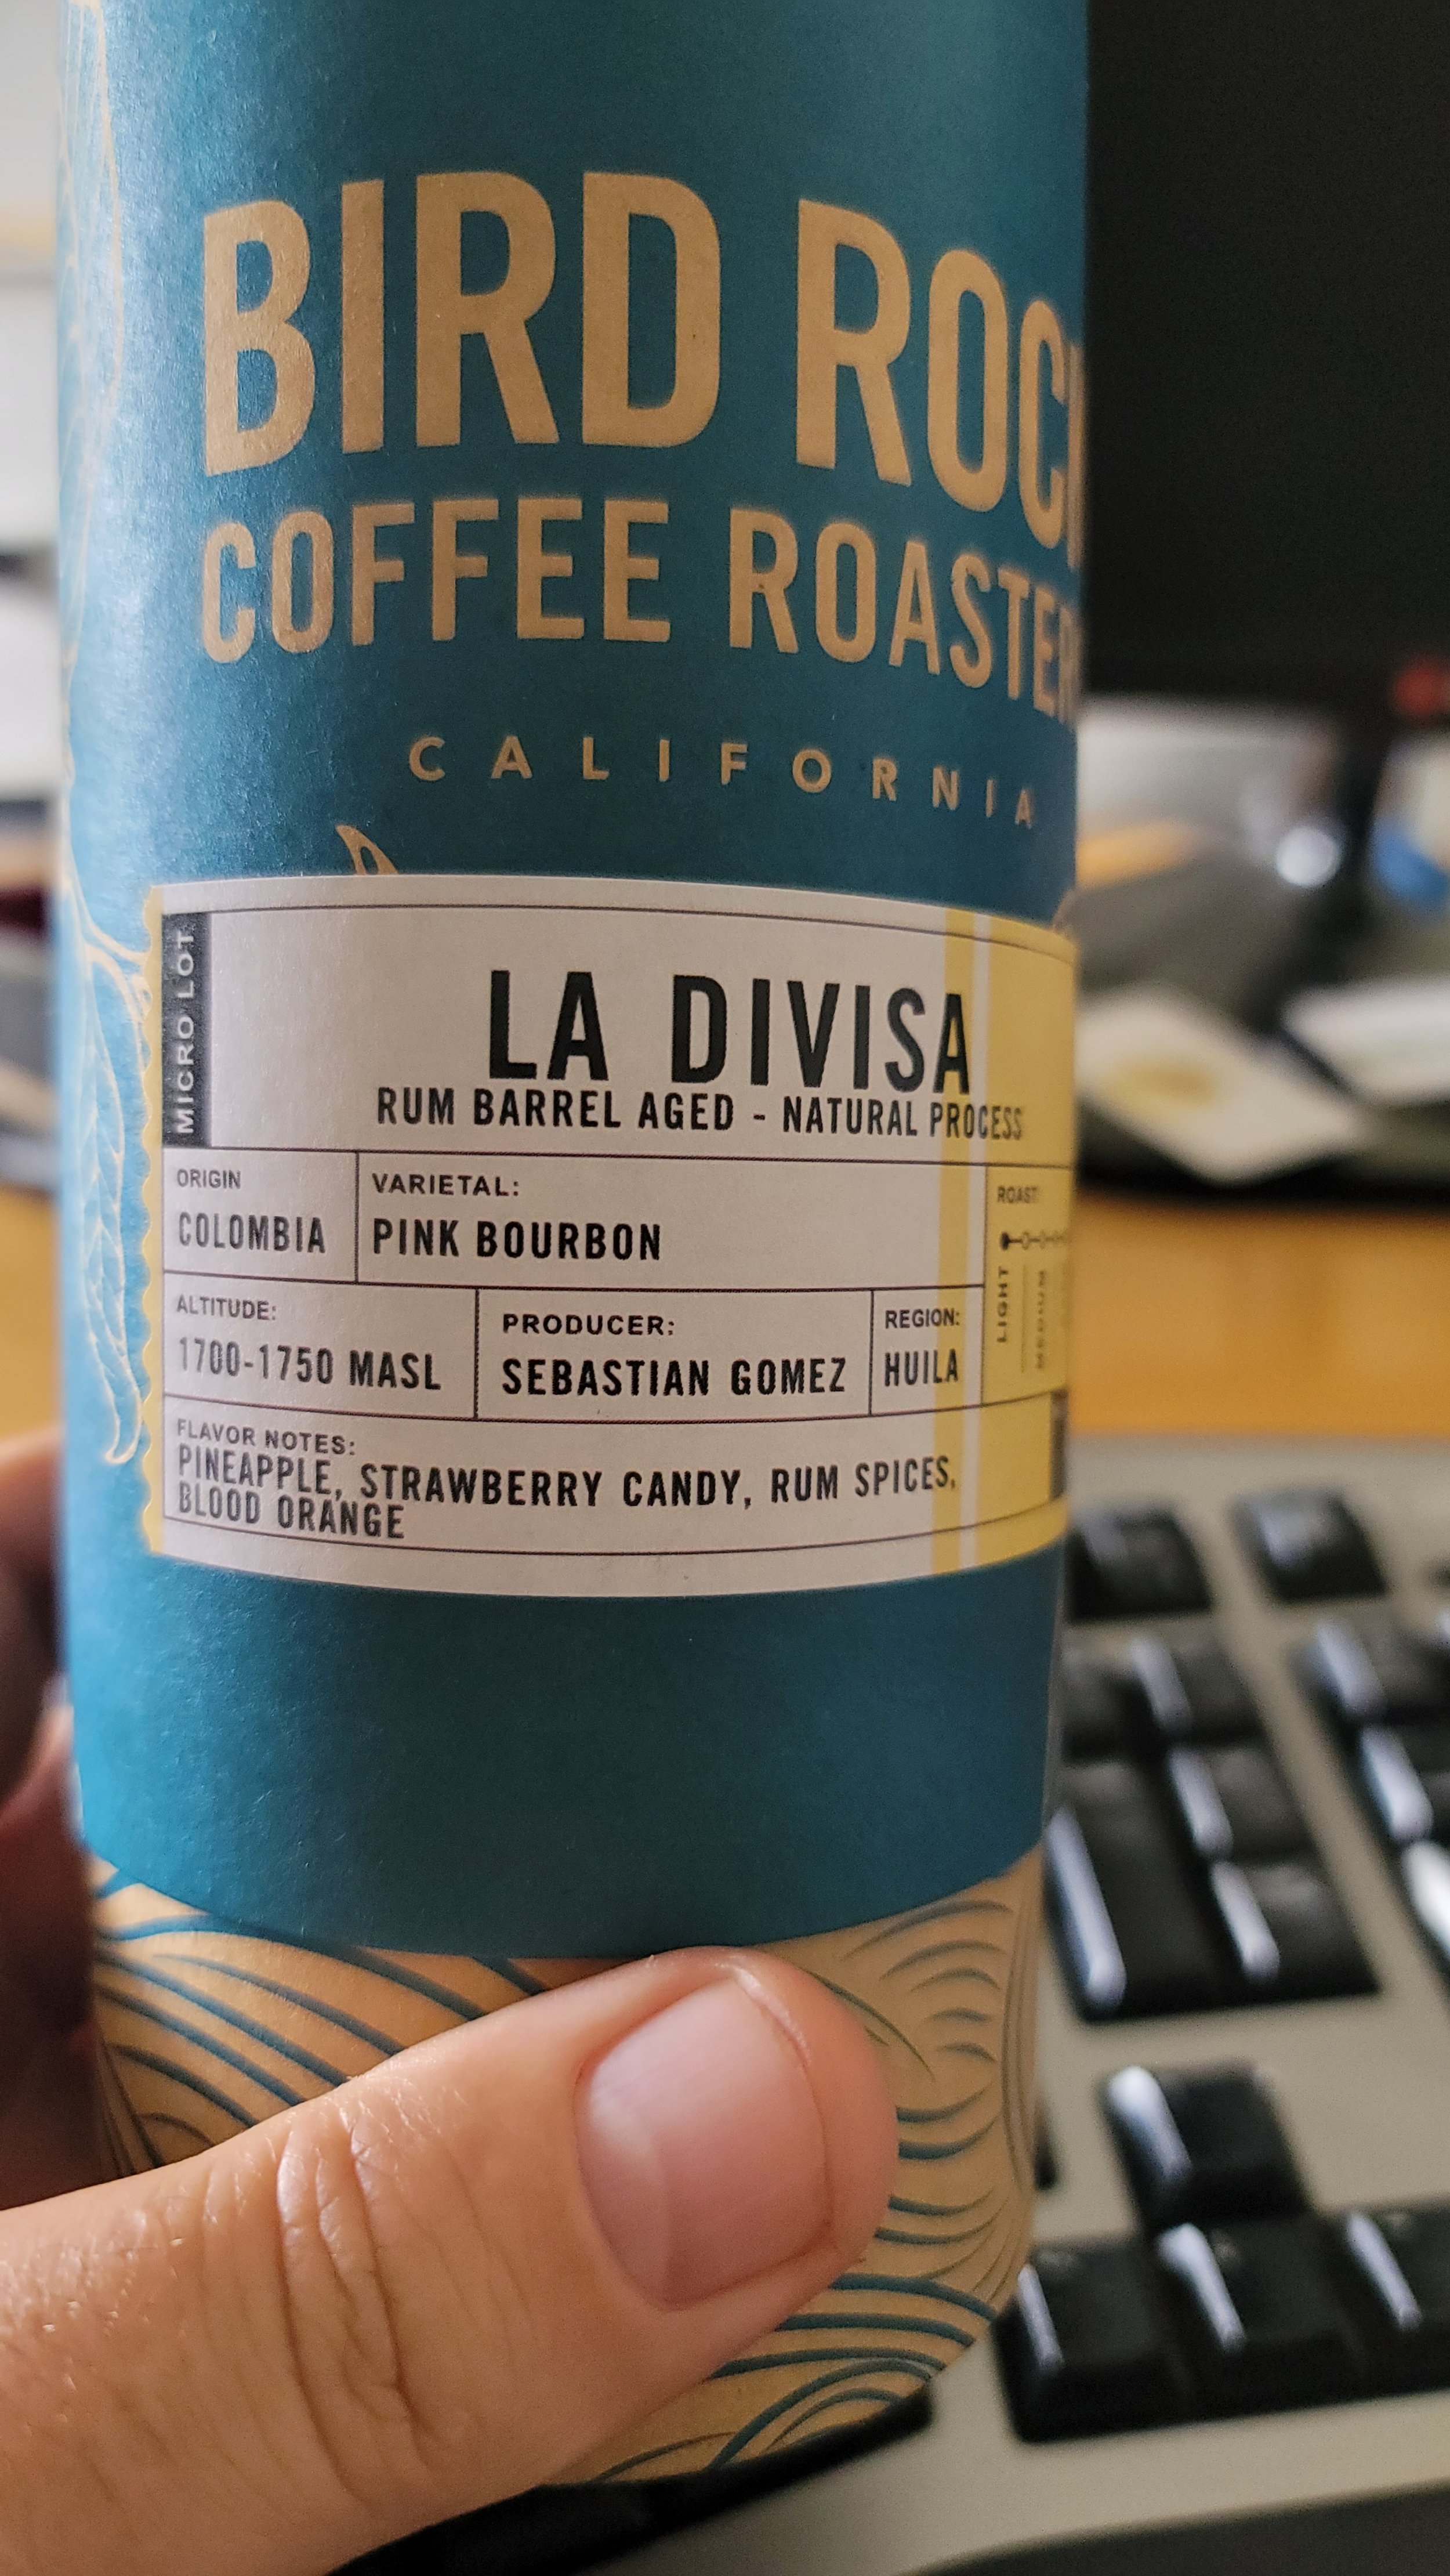 BIRD ROCK
COFFEE ROASTER
CALIFORNIA
MICRO LOT
LA DIVISA
RUM BARREL AGED - NATURAL PROCESS
ORIGIN
COLOMBIA
VARIETAL:
PINK BOURBON
ROAST:
LIGHT
MEDIUM
ALTITUDE:
1700-1750 MASL
PRODUCER:
SEBASTIAN GOMEZ
REGION:
HUILA
FLAVOR NOTES:
PINEAPPLE, STRAWBERRY CANDY, RUM SPICES,
BLOOD ORANGE